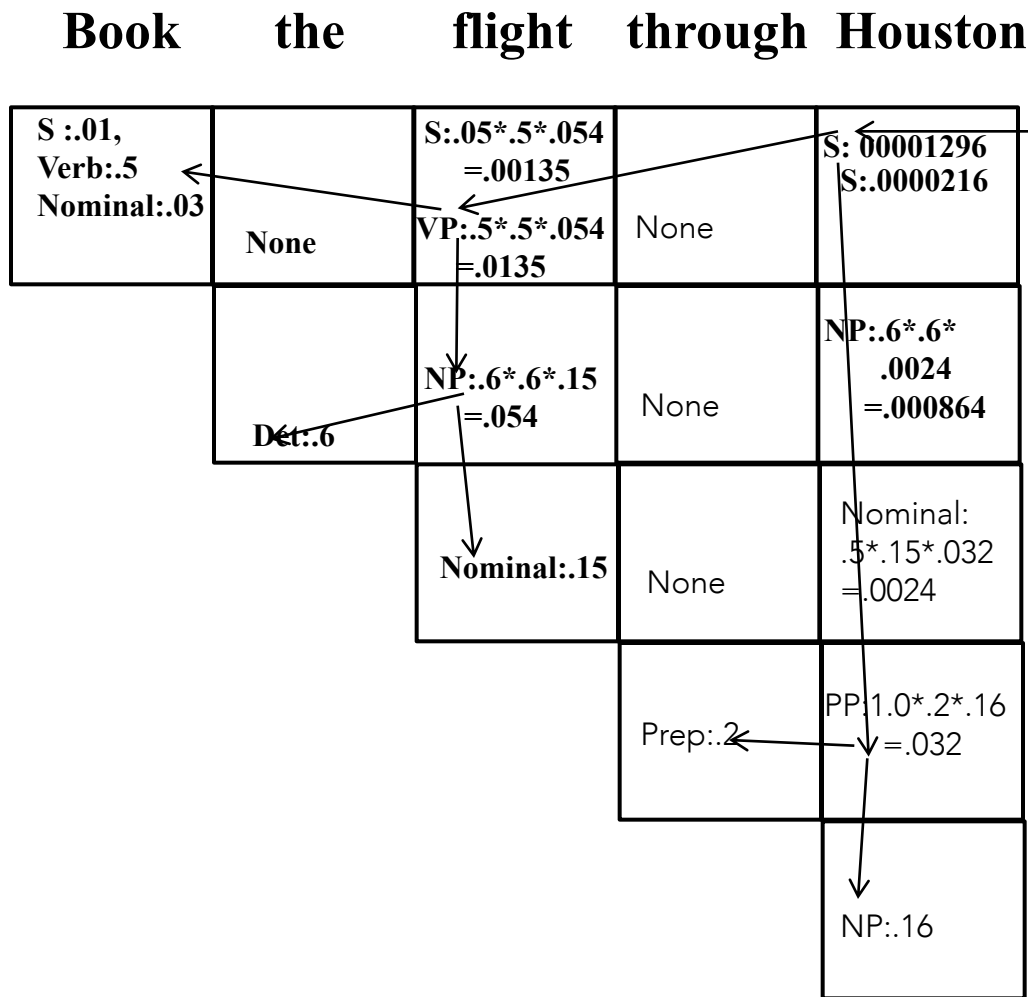 Book the flight through Houston
S :.01,
Verb:.5
Nominal:.03
None
S:.05*.5*.054
=.00135
VP:.5*.5*.054
=.0135
None
S: 00001296
S:.0000216
Det:.6
NP:.6*.6*.15
=.054
None
NP:.6*.6*
.0024
=.000864
Nominal:.15
None
Nominal:
.5*.15*.032
=.0024
Prep:.2
PP:1.0*.2*.16
=.032
NP:.16